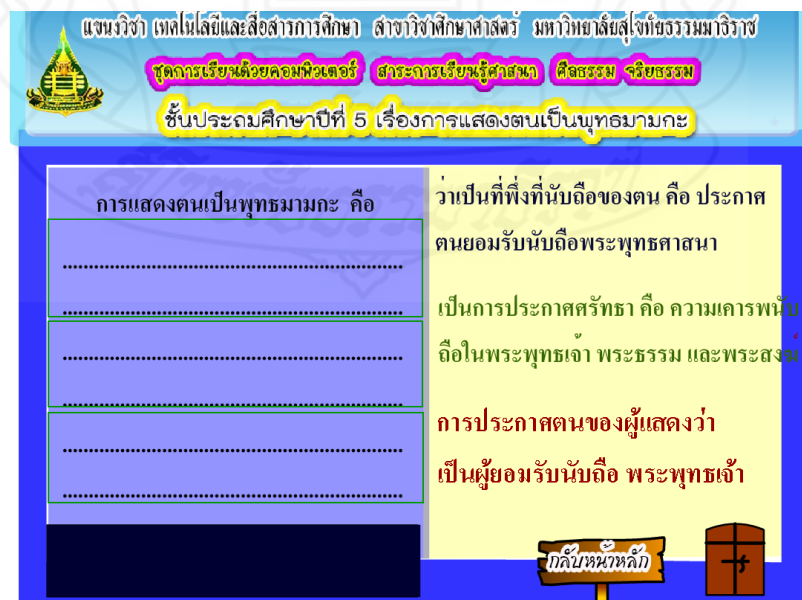 แขนงวิชา เทคโนโลยีและสื่อสารการศึกษา สาขาวิชาศึกษาศาสตร์ มหาวิทยาลัยสุโขทัยธรรมมาธิราช
ชุดการเรียนด้วยคอมพิวเตอร์ สาระการเรียนรู้ศาสนา ศีลธรรม จริยธรรม
ชั้นประถมศึกษาปีที่ 5 เรื่องการแสดงตนเป็นพุทธมามกะ
การแสดงตนเป็นพุทธมามกะ คือ
............................................................
............................................................
............................................................
............................................................
............................................................
............................................................
ว่าเป็นที่พึ่งที่นับถือของตน คือ ประกาศ
ตนยอมรับนับถือพระพุทธศาสนา
เป็นการประกาศศรัทธา คือ ความเคารพนับ
ถือในพระพุทธเจ้า พระธรรม และพระสงฆ์
การประกาศตนของผู้แสดงว่า
เป็นผู้ยอมรับนับถือ พระพุทธเจ้า
กลับหน้าหลัก